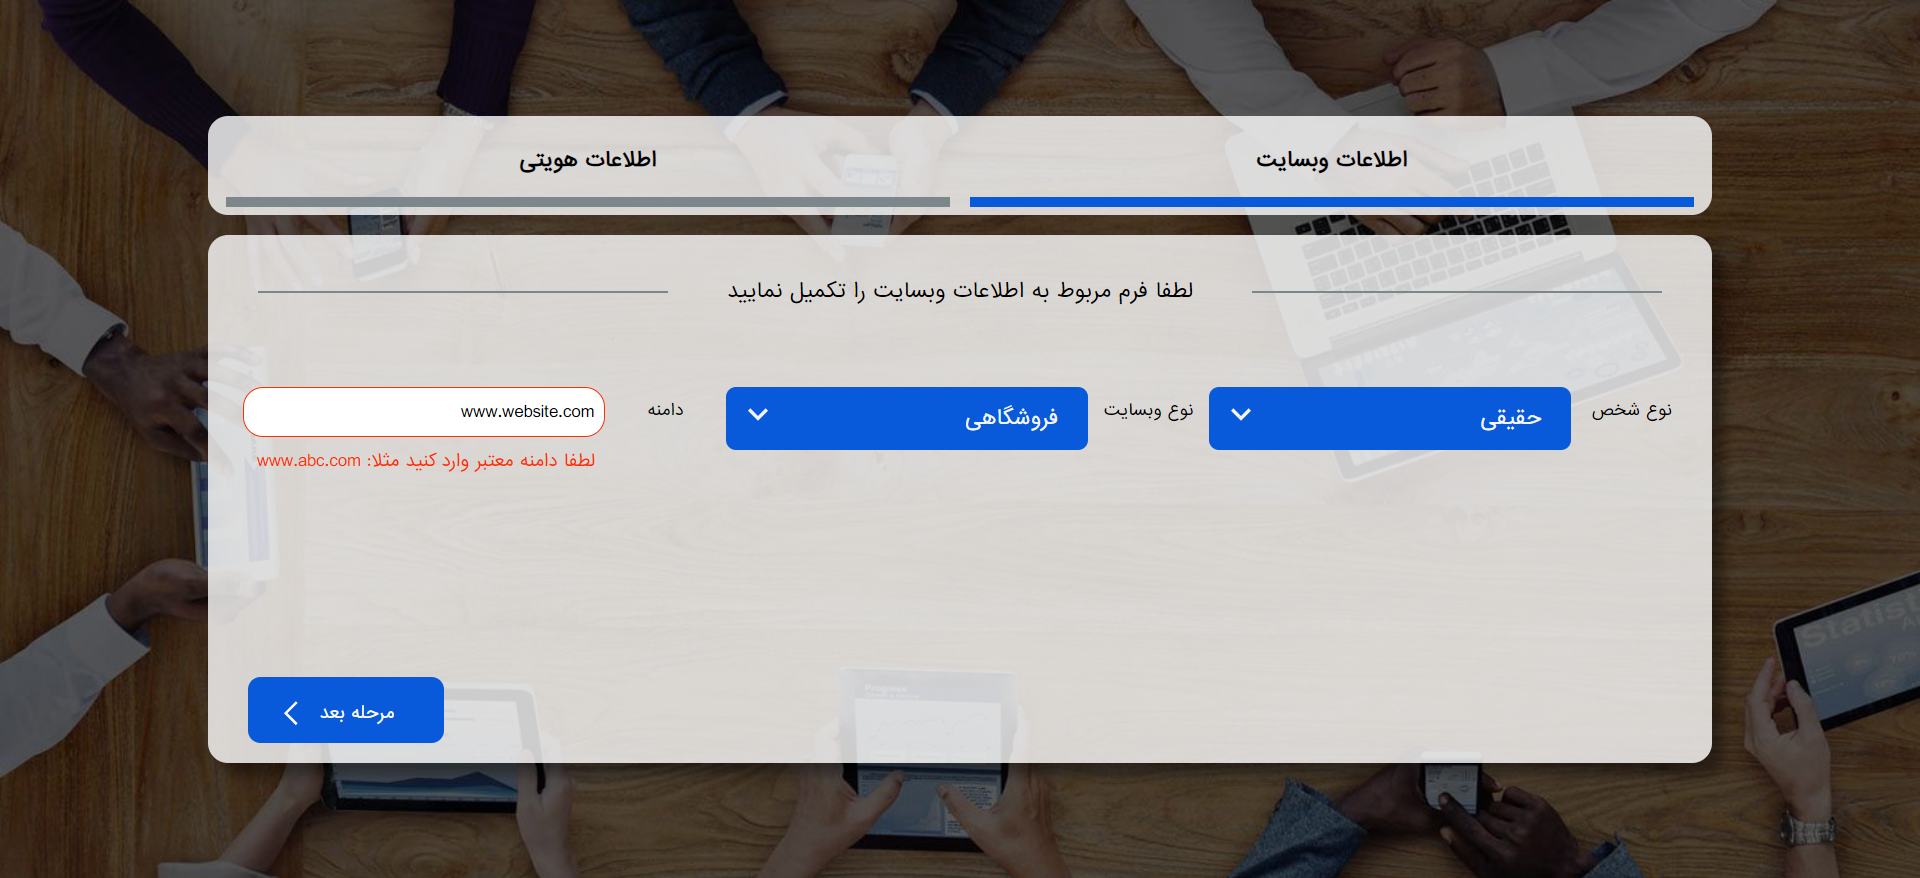 اطلاعات وبسایت
اطلاعات هویتی
لطفا فرم مربوط به اطلاعات وبسایت را تکمیل نمایید
نوع شخص
حقیقی
نوع وبسایت
فروشگاهی
دامنه
www.website.com
لطفا دامنه معتبر وارد کنید مثلا: www.abc.com
مرحله بعد
Progress